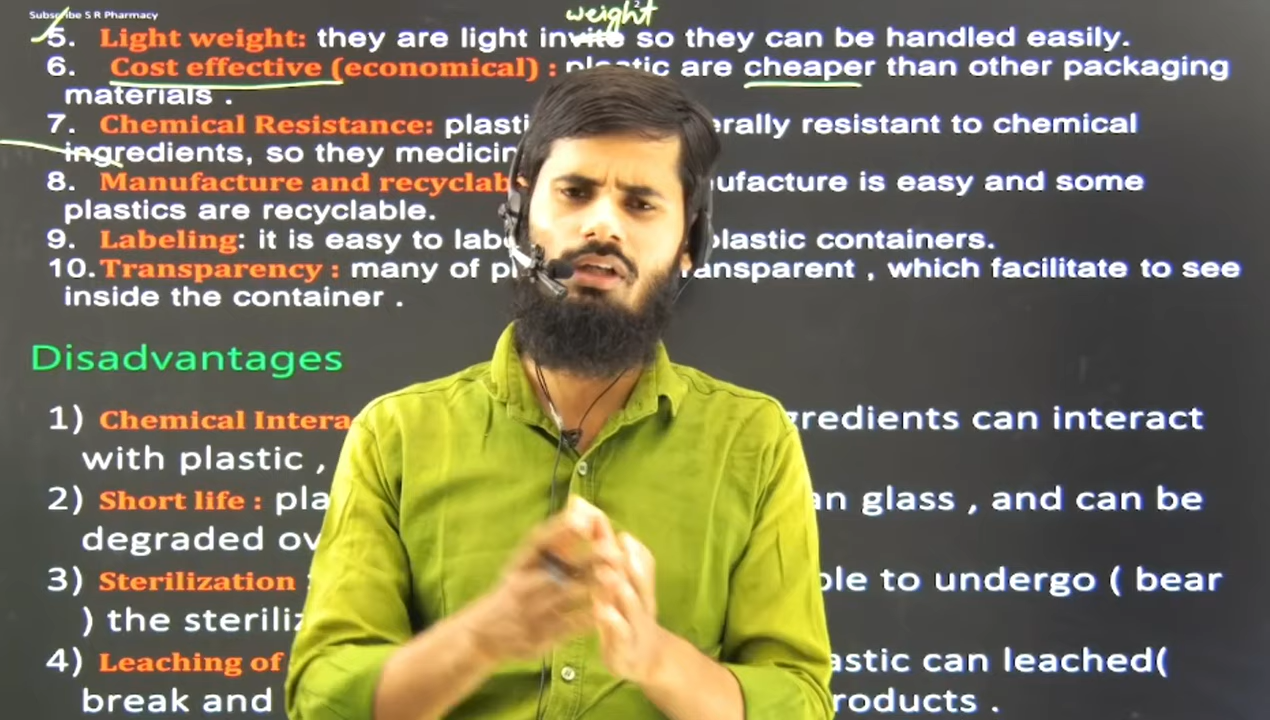 Subscribe S R Pharmacy
weight
5. Light weight: they are light invite so they can be handled easily.
6. Cost effective (economical) : plastic are cheaper than other packaging
materials .
7. Chemical Resistance: plasti erally resistant to chemical
ingredients, so they medicin
8. Manufacture and recyclab ufacture is easy and some
plastics are recyclable.
9. Labeling: it is easy to labe plastic containers.
10. Transparency : many of pl ransparent , which facilitate to see
inside the container .
Disadvantages
1) Chemical Intera gredients can interact
with plastic ,
2) Short life : pla an glass , and can be
degraded ov
3) Sterilization : ble to undergo ( bear
) the steriliz
4) Leaching of astic can leached(
break and roducts .